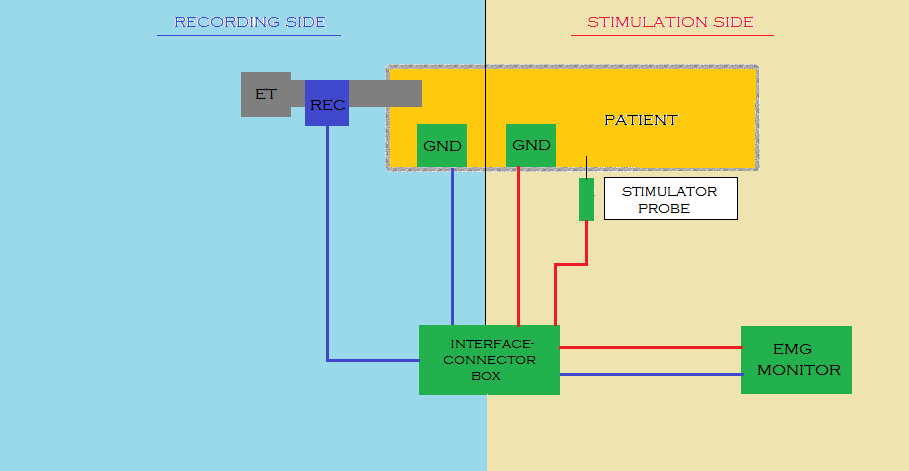 RECORDING SIDE
STIMULATION SIDE
ET
REC
PATIENT
GND
GND
STIMULATOR
PROBE
INTERFACE-
CONNECTOR
BOX
EMG
MONITOR